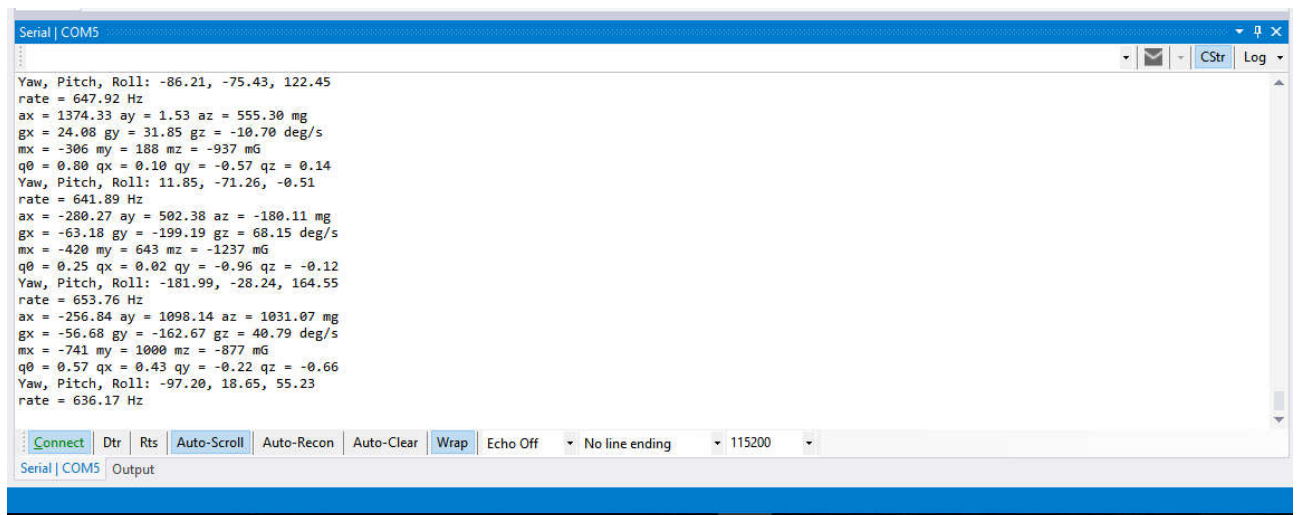 Serial | COM5
CStr Log
Yaw, Pitch, Roll: -86.21, -75.43, 122.45
rate = 647.92 Hz
ax = 1374.33 ay = 1.53 az = 555.30 mg
gx = 24.08 gy = 31.85 gz = -10.70 deg/s
mx = -306 my = 188 mz = -937 mG
q0 = 0.80 qx = 0.10 qy = -0.57 qz = 0.14
Yaw, Pitch, Roll: 11.85, -71.26, -0.51
rate = 641.89 Hz
ax = -280.27 ay = 502.38 az = -180.11 mg
gx = -63.18 gy = -199.19 gz = 68.15 deg/s
mx = -420 my = 643 mz = -1237 mG
q0 = 0.25 qx = 0.02 qy = -0.96 qz = -0.12
Yaw, Pitch, Roll: -181.99, -28.24, 164.55
rate = 653.76 Hz
ax = -256.84 ay = 1098.14 az = 1031.07 mg
gx = -56.68 gy = -162.67 gz = 40.79 deg/s
mx = -741 my = 1000 mz = -877 mG
q0 = 0.57 qx = 0.43 qy = -0.22 qz = -0.66
Yaw, Pitch, Roll: -97.20, 18.65, 55.23
rate = 636.17 Hz
Connect Dtr Rts Auto-Scroll Auto-Recon Auto-Clear Wrap Echo Off No line ending 115200
Serial | COM5 Output